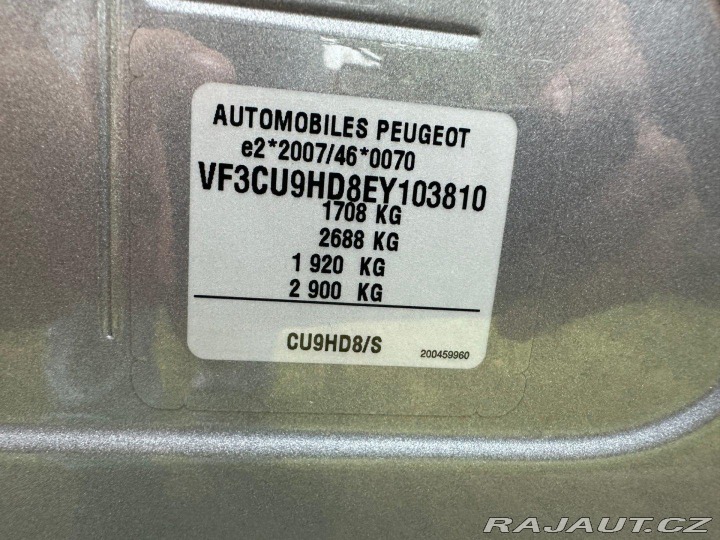 AUTOMOBILES PEUGEOT
e2*2007/46*0070
VF3CU9HD8EY103810
1708 KG
2688 KG
1 920 KG
2 900 KG
CU9HD8/S
200459960
RAJAUT.CZ